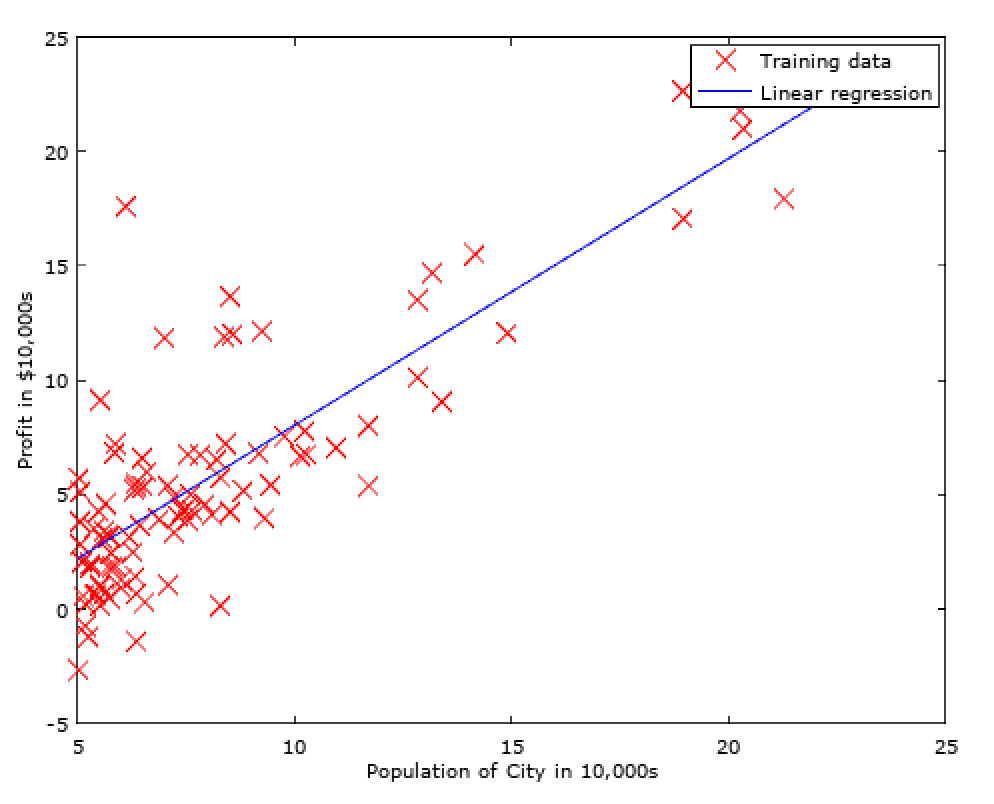 25
Training data
Linear regression
20
15
10
5
0
-5
Profit in $10,000s
5 10 15 20 25
Population of City in 10,000s